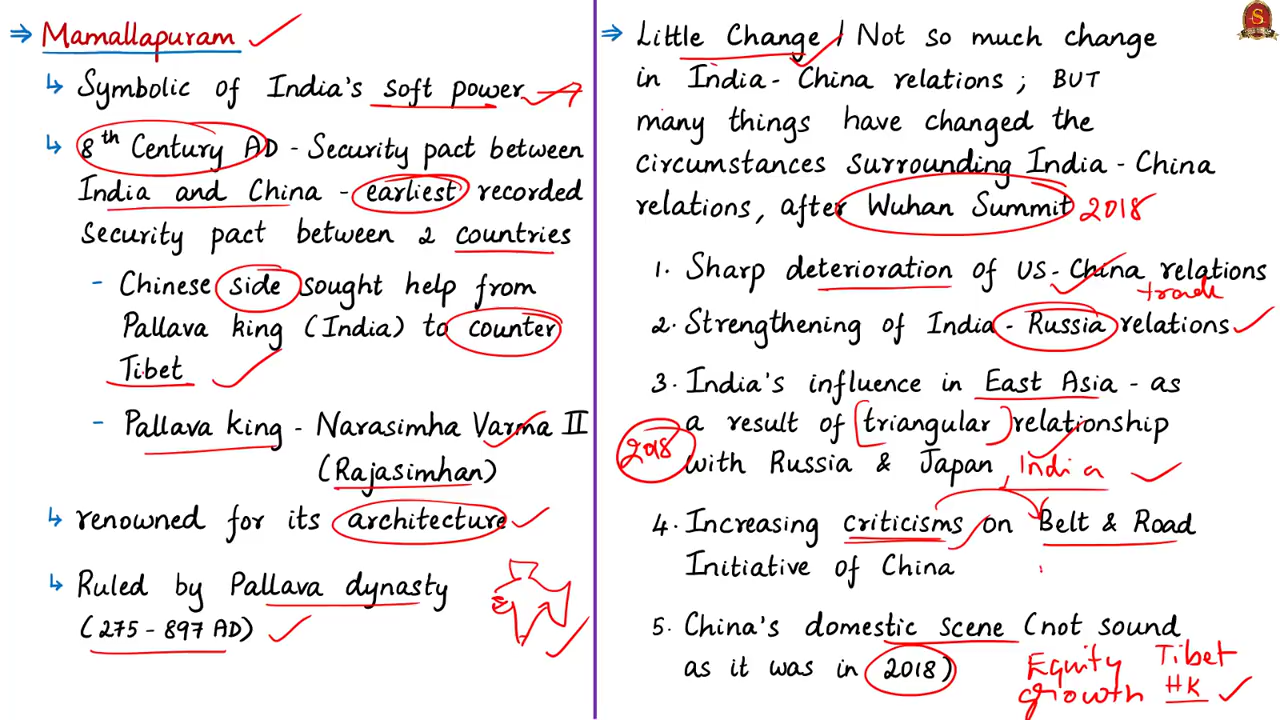 ⇒ Mamallapuram
↳ Symbolic of India's soft power
↳ 8th Century AD - Security pact between
India and China - earliest recorded
Security pact between 2 countries
- Chinese side sought help from
Pallava king (India) to counter
Tibet
- Pallava king - Narasimha Varma II
(Rajasimhan)
↳ renowned for its architecture
↳ Ruled by Pallava dynasty
(275 - 897 AD)
⇒ Little Change / Not so much change
in India - China relations ; BUT
many things have changed the
circumstances surrounding India - China
relations, after Wuhan Summit 2018
1. Sharp deterioration of US - China relations
trade
2. Strengthening of India - Russia relations
3. India's influence in East Asia - as
a result of [triangular] relationship
2018
with Russia & Japan, India
4. Increasing criticisms on Belt & Road
Initiative of China
5. China's domestic scene (not sound
as it was in 2018)
Equity Tibet
growth HK
S